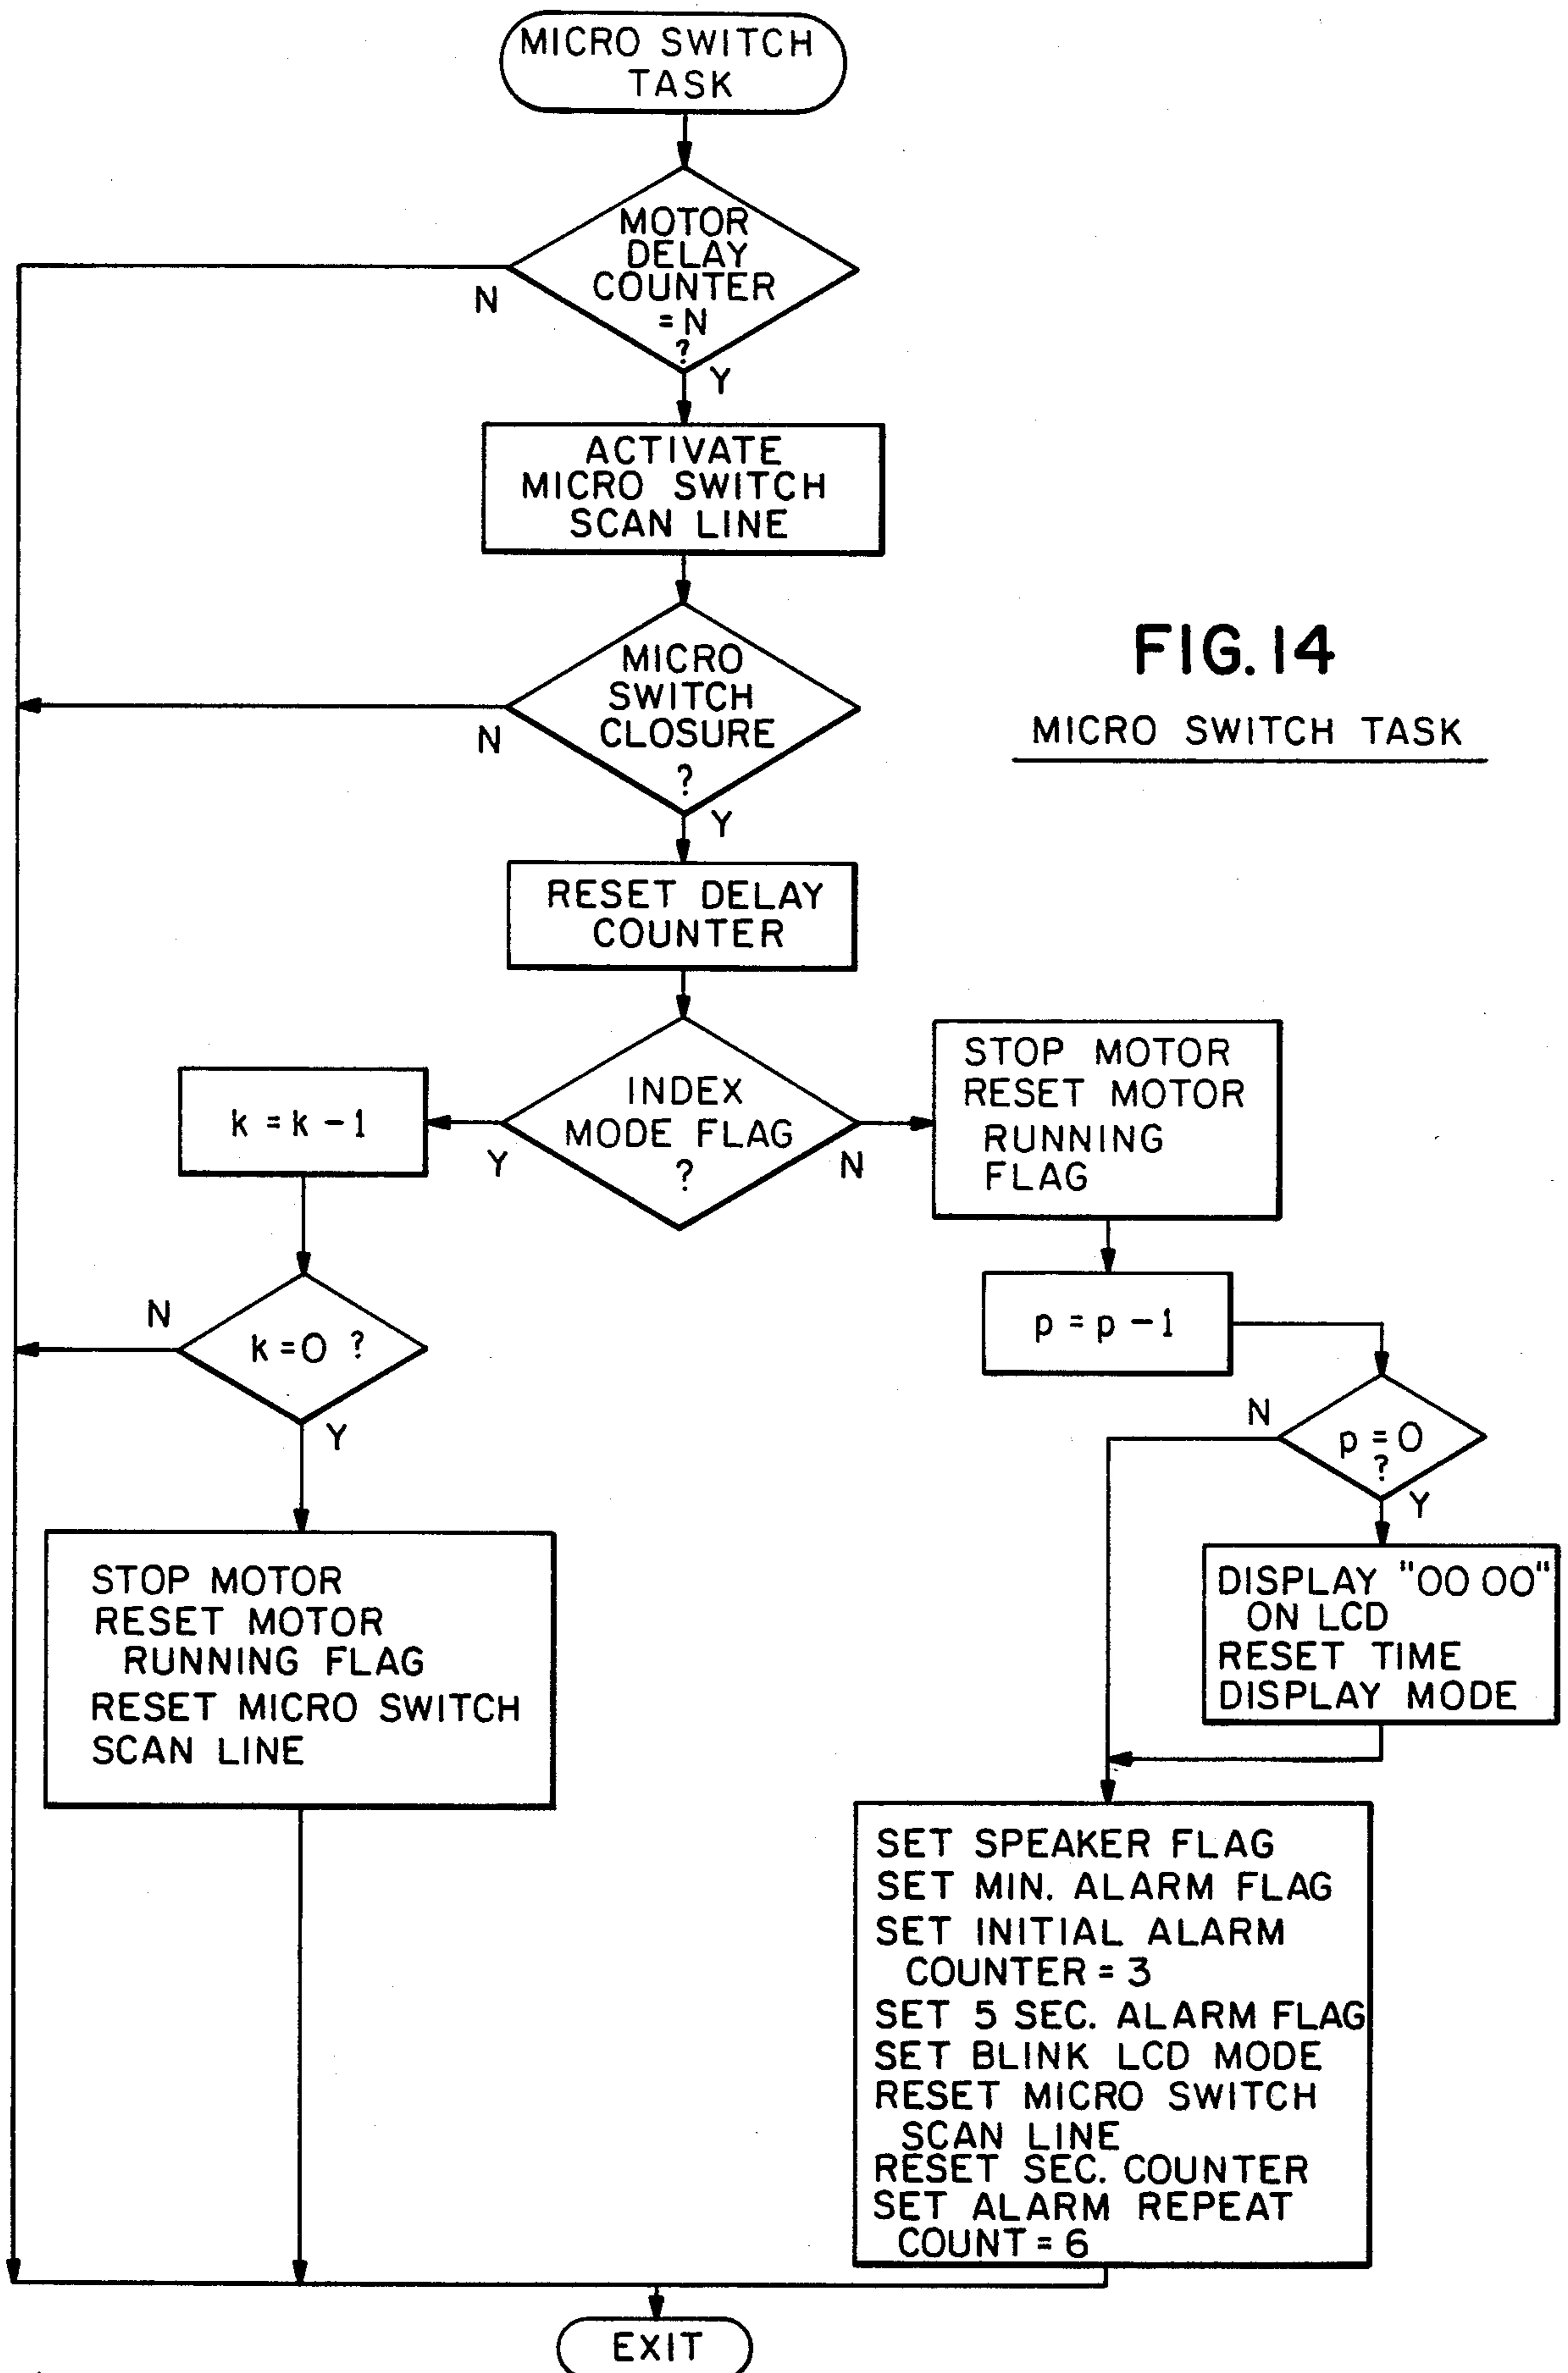 MICRO SWITCH
TASK
MOTOR
DELAY
COUNTER
= N
?
N
Y
ACTIVATE
MICRO SWITCH
SCAN LINE
MICRO
SWITCH
CLOSURE
?
N
Y
FIG. 14
MICRO SWITCH TASK
RESET DELAY
COUNTER
INDEX
MODE FLAG
?
Y
N
k = k - 1
k = 0 ?
N
Y
STOP MOTOR
RESET MOTOR
RUNNING FLAG
RESET MICRO SWITCH
SCAN LINE
STOP MOTOR
RESET MOTOR
RUNNING
FLAG
p = p - 1
p = 0
?
N
Y
DISPLAY "00 00"
ON LCD
RESET TIME
DISPLAY MODE
SET SPEAKER FLAG
SET MIN. ALARM FLAG
SET INITIAL ALARM
COUNTER = 3
SET 5 SEC. ALARM FLAG
SET BLINK LCD MODE
RESET MICRO SWITCH
SCAN LINE
RESET SEC. COUNTER
SET ALARM REPEAT
COUNT = 6
EXIT